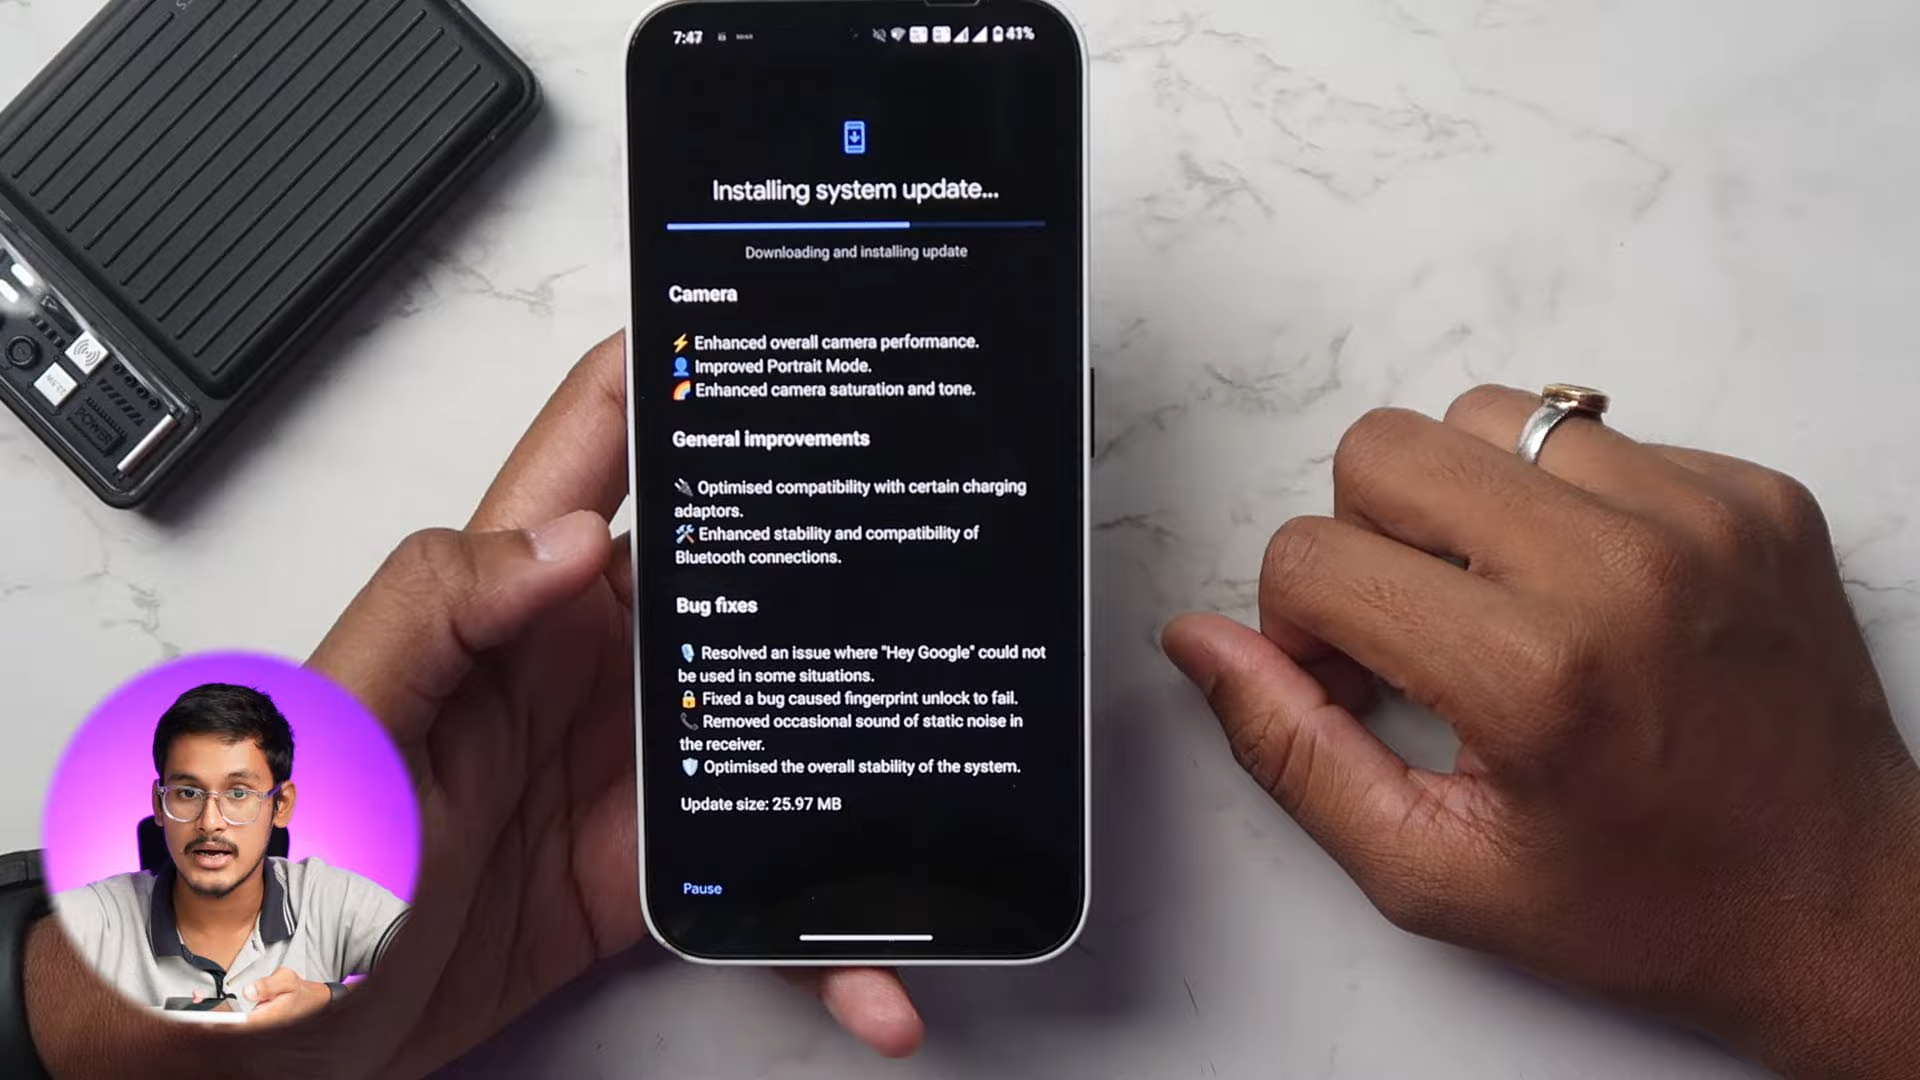 7:47
41%
Installing system update...
Downloading and installing update
Camera
⚡ Enhanced overall camera performance.
👤 Improved Portrait Mode.
🌈 Enhanced camera saturation and tone.
General improvements
🔌 Optimised compatibility with certain charging
adaptors.
🛠 Enhanced stability and compatibility of
Bluetooth connections.
Bug fixes
🎙 Resolved an issue where "Hey Google" could not
be used in some situations.
🔒 Fixed a bug caused fingerprint unlock to fail.
📞 Removed occasional sound of static noise in
the receiver.
🛡 Optimised the overall stability of the system.
Update size: 25.97 MB
Pause
22.5W
POWER